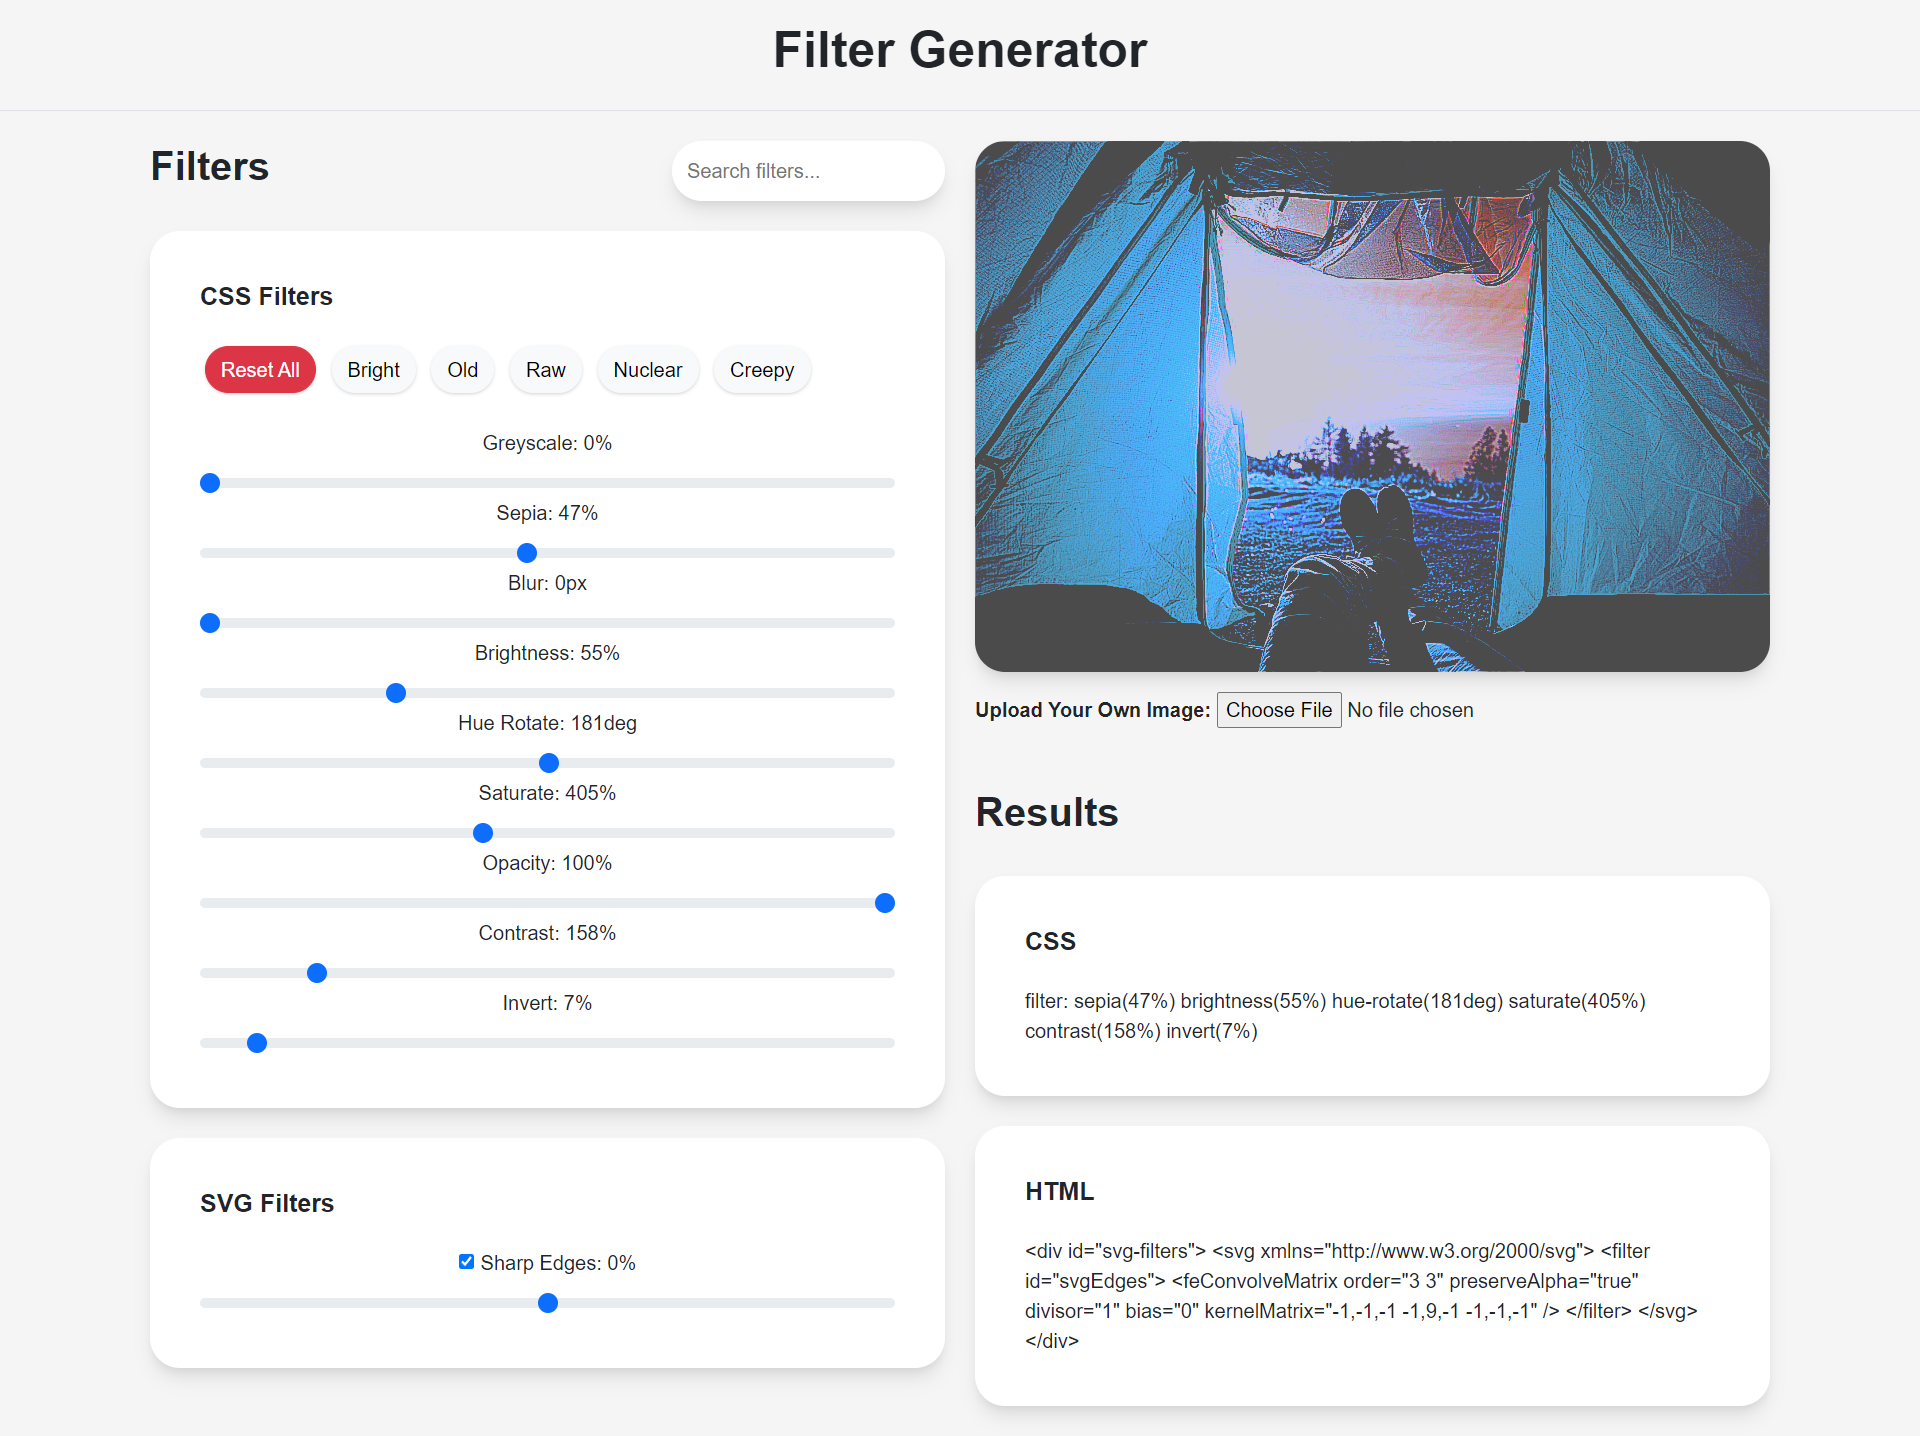 Filter Generator
Filters
Search filters...
CSS Filters
Reset All
Bright
Old
Raw
Nuclear
Creepy
Greyscale: 0%
Sepia: 47%
Blur: 0px
Brightness: 55%
Hue Rotate: 181deg
Saturate: 405%
Opacity: 100%
Contrast: 158%
Invert: 7%
SVG Filters
Sharp Edges: 0%
Upload Your Own Image: Choose File No file chosen
Results
CSS
filter: sepia(47%) brightness(55%) hue-rotate(181deg) saturate(405%)
contrast(158%) invert(7%)
HTML
<div id="svg-filters"> <svg xmlns="http://www.w3.org/2000/svg"> <filter
id="svgEdges"> <feConvolveMatrix order="3 3" preserveAlpha="true"
divisor="1" bias="0" kernelMatrix="-1,-1,-1 -1,9,-1 -1,-1,-1" /> </filter> </svg>
</div>